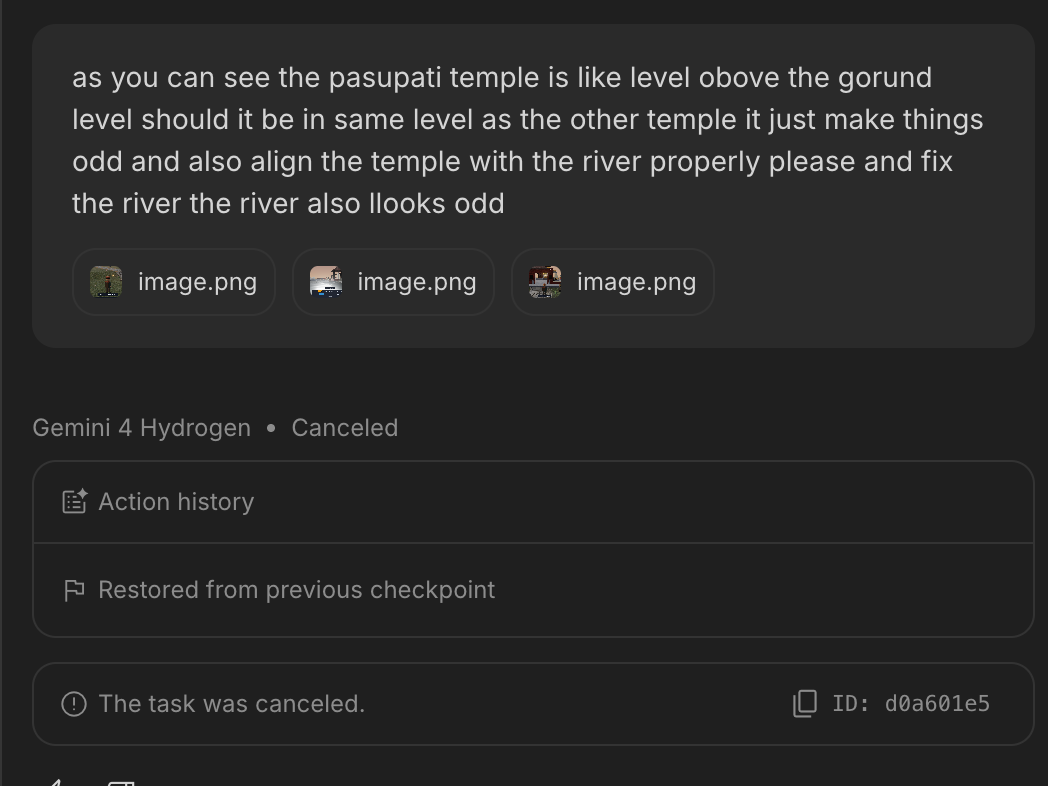 as you can see the pasupati temple is like level obove the gorund
level should it be in same level as the other temple it just make things
odd and also align the temple with the river properly please and fix
the river the river also llooks odd
image.png
image.png
image.png
Gemini 4 Hydrogen • Canceled
Action history
Restored from previous checkpoint
The task was canceled.
ID: d0a601e5